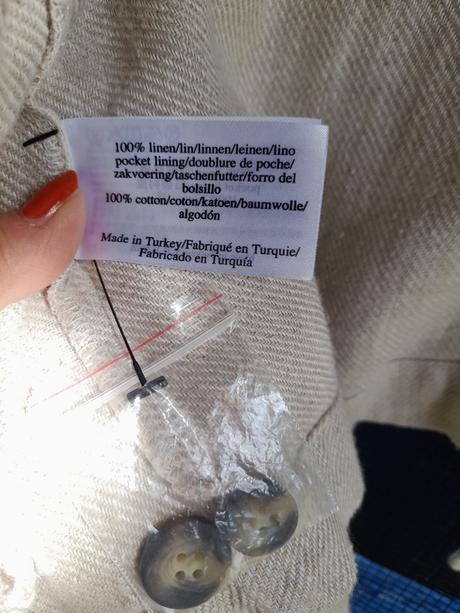 100% linen/lin/linnen/leinen/lino
pocket lining/doublure de poche/
zakvoering/taschenfutter/forro del
bolsillo
100% cotton/coton/katoen/baumwolle/
algodón
Made in Turkey/Fabriqué en Turquie/
Fabricado en Turquía